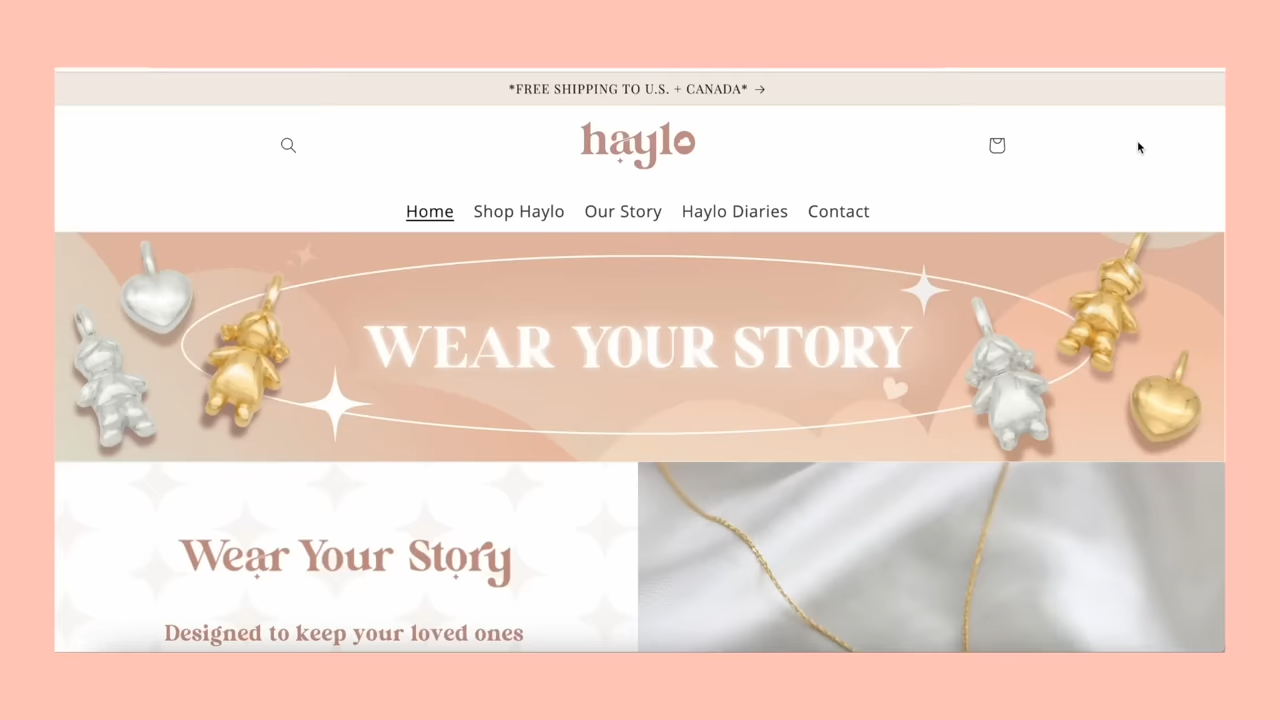 *FREE SHIPPING TO U.S. + CANADA* →
haylo
Home Shop Haylo Our Story Haylo Diaries Contact
WEAR YOUR STORY
Wear Your Story
Designed to keep your loved ones